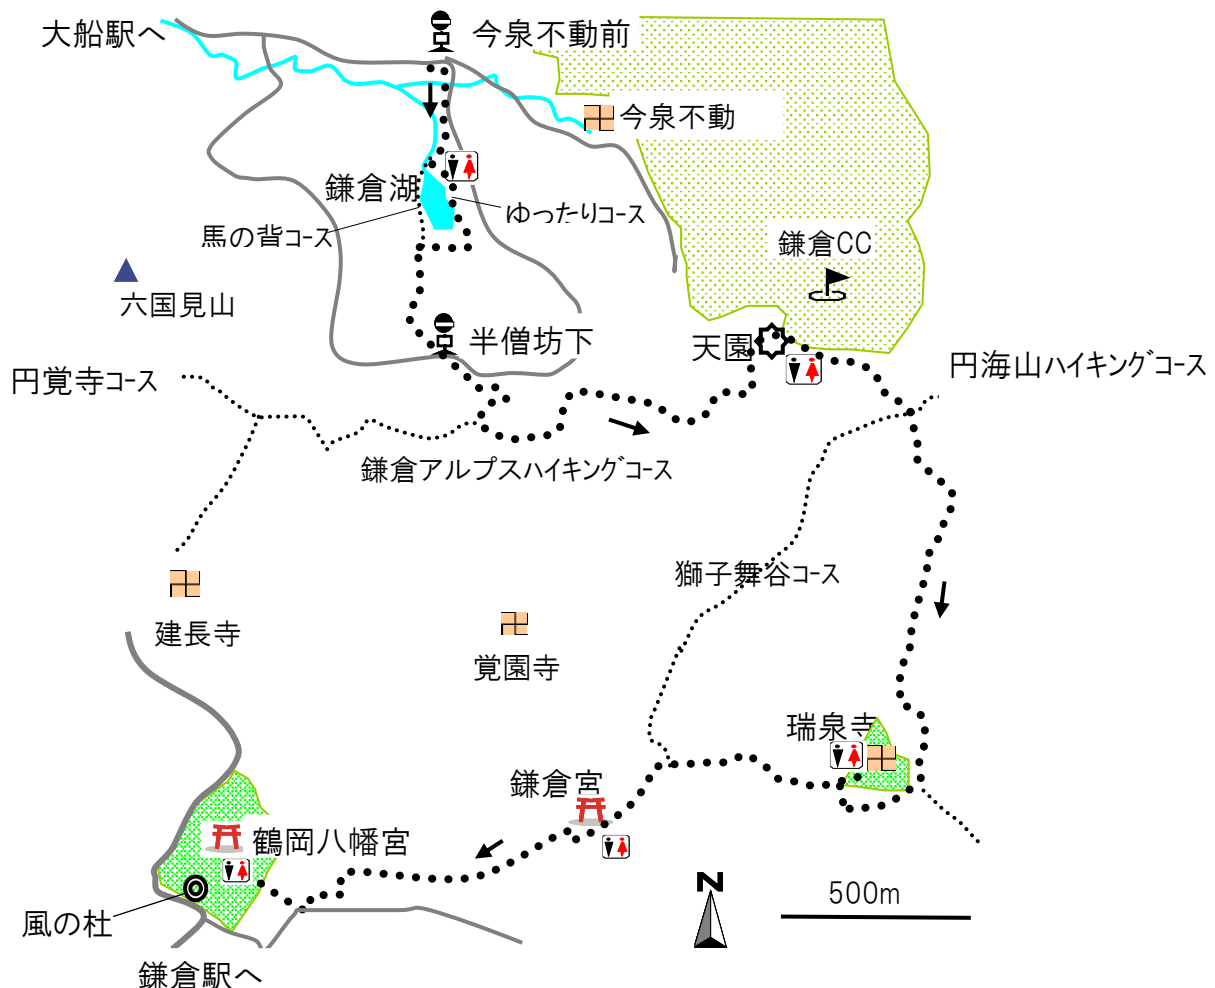 大船駅へ
今泉不動前
今泉不動
鎌倉湖
ゆったりコース
馬の背コース
鎌倉CC
六国見山
半僧坊下
天園
円海山ハイキングコース
円覚寺コース
鎌倉アルプスハイキングコース
獅子舞谷コース
建長寺
覚園寺
瑞泉寺
鎌倉宮
鶴岡八幡宮
N
500m
風の杜
鎌倉駅へ